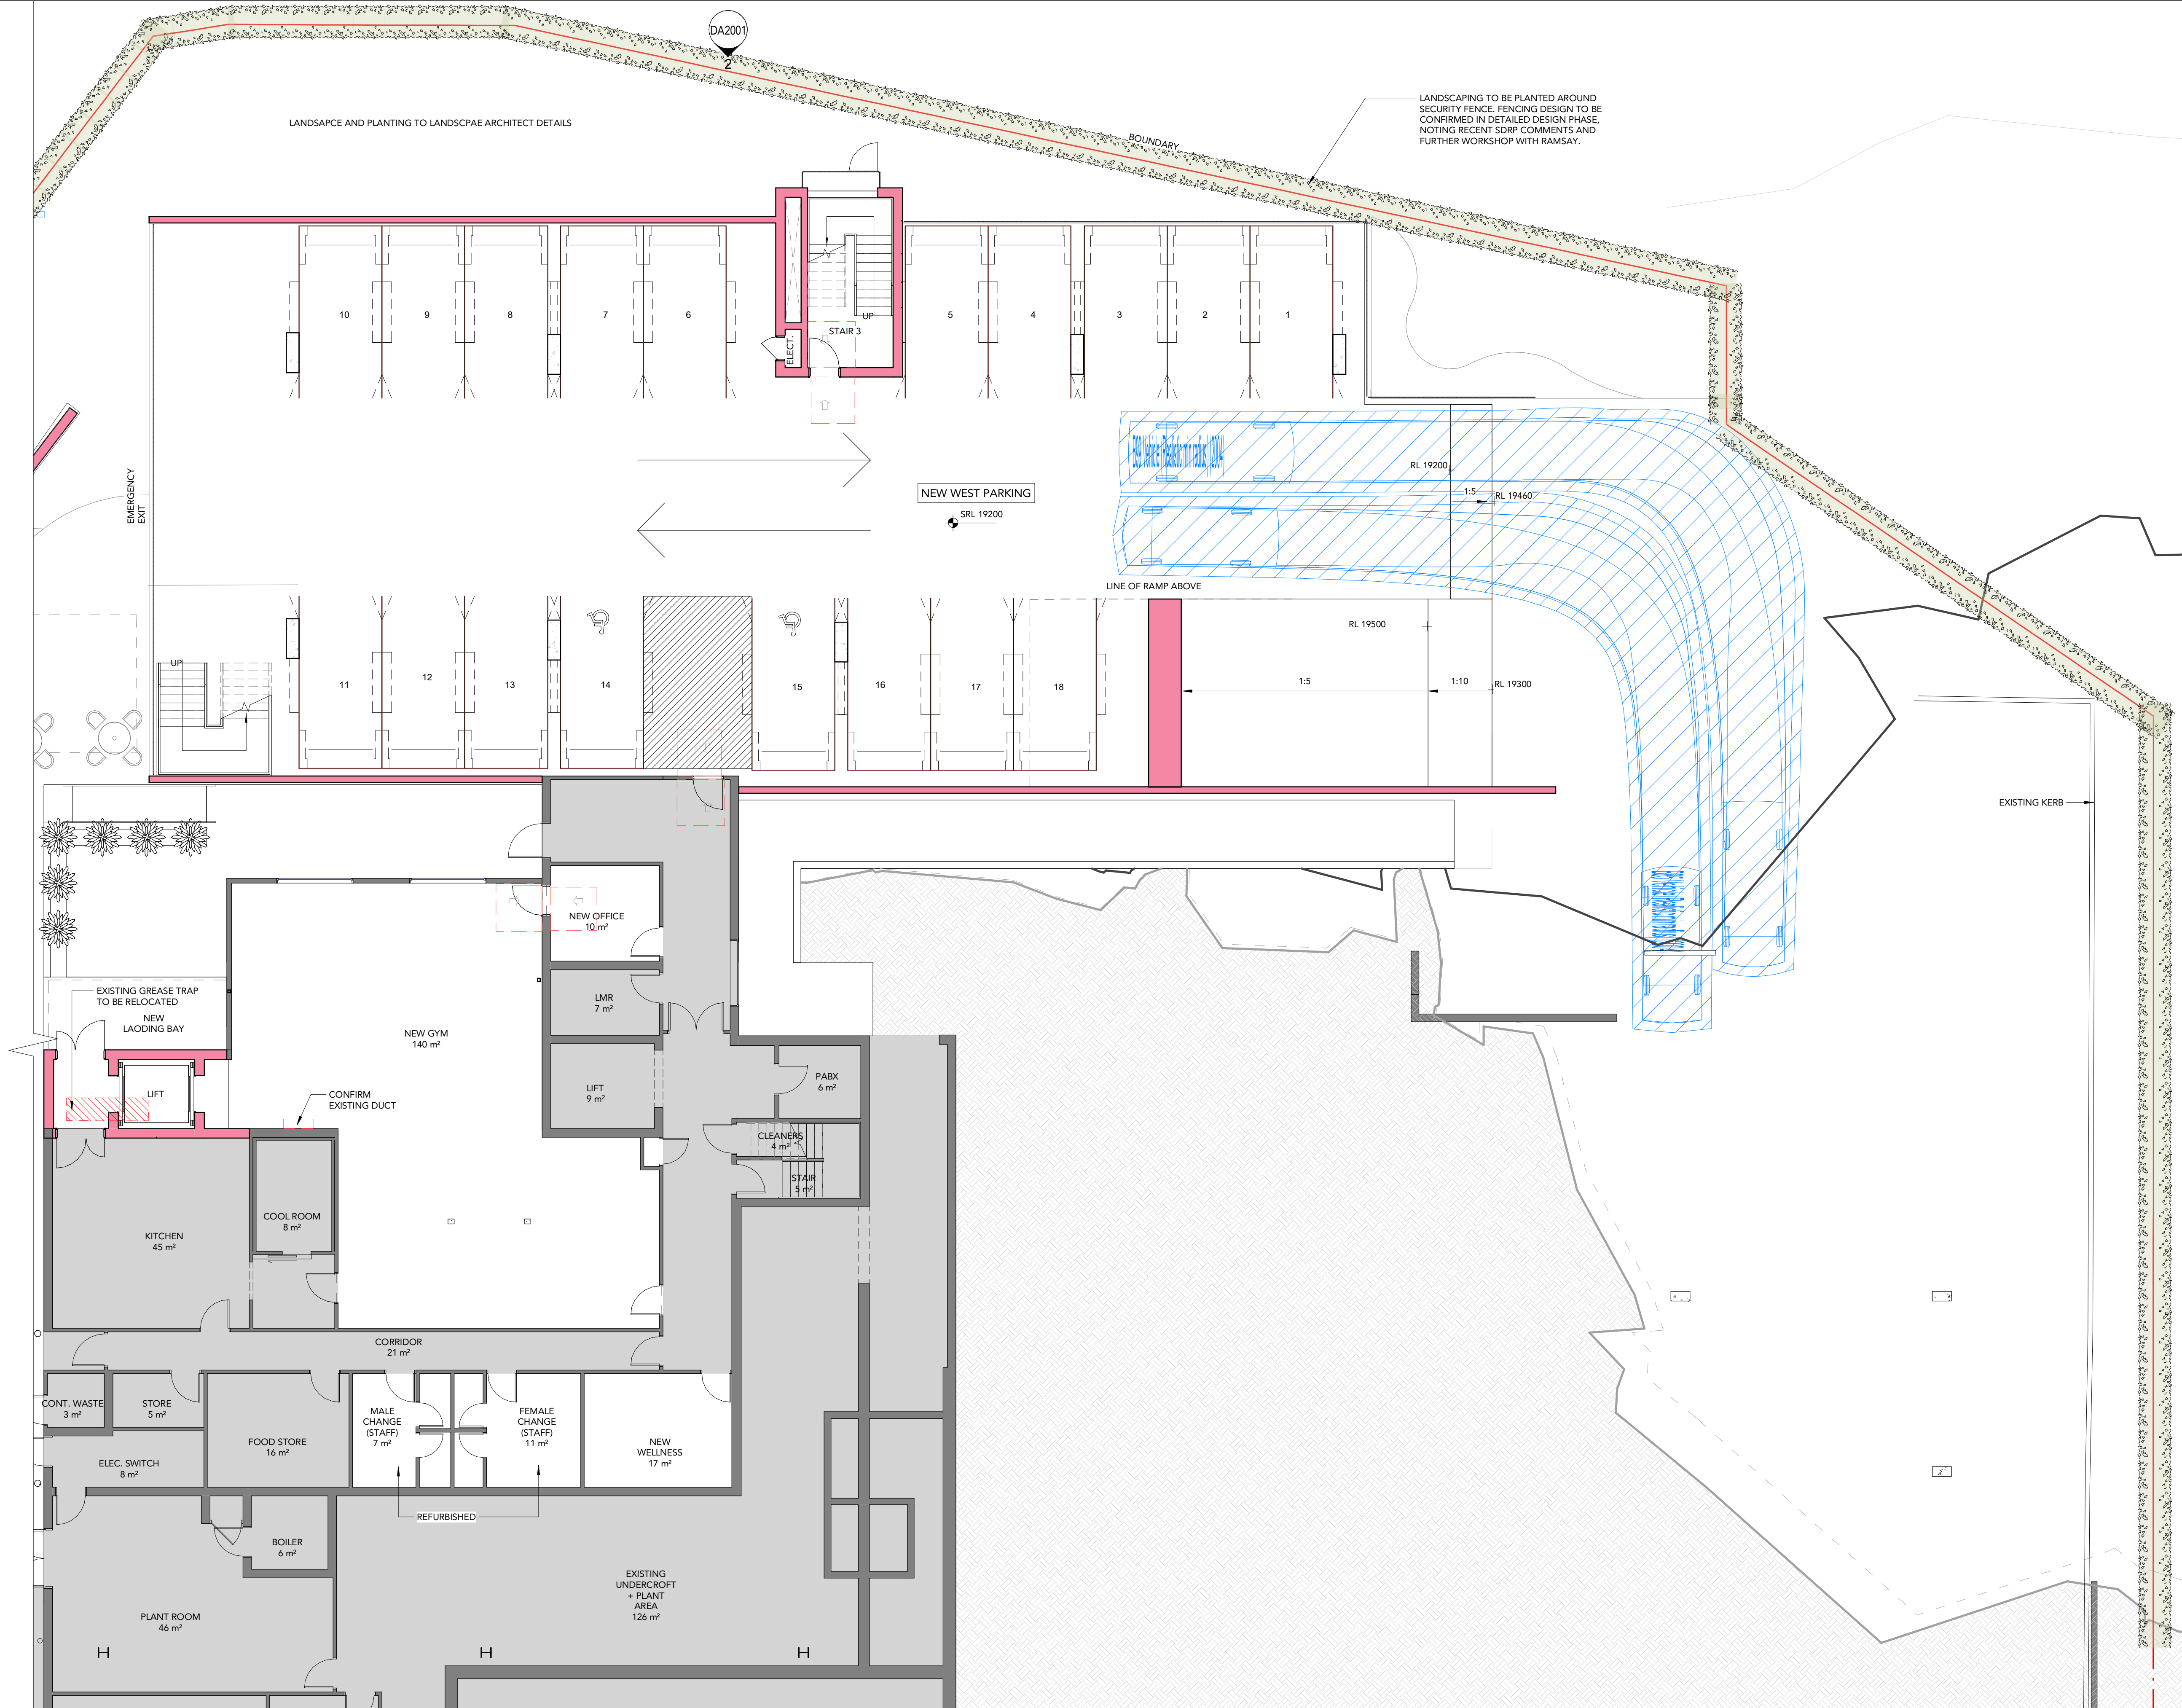 DA2001
2
LANDSAPCE AND PLANTING TO LANDSCPAE ARCHITECT DETAILS
BOUNDARY
LANDSCAPING TO BE PLANTED AROUND
SECURITY FENCE. FENCING DESIGN TO BE
CONFIRMED IN DETAILED DESIGN PHASE,
NOTING RECENT SDRP COMMENTS AND
FURTHER WORKSHOP WITH RAMSAY.
10
9
8
7
6
ELECT.
UP
STAIR 3
5
4
3
2
1
EMERGENCY
EXIT
NEW WEST PARKING
SRL 19200
RL 19200
1:5
RL 19460
LINE OF RAMP ABOVE
RL 19500
1:5
1:10
RL 19300
UP
11
12
13
14
15
16
17
18
EXISTING KERB
NEW OFFICE
10 m²
EXISTING GREASE TRAP
TO BE RELOCATED
NEW
LAODING BAY
LMR
7 m²
NEW GYM
140 m²
LIFT
LIFT
9 m²
PABX
6 m²
CONFIRM
EXISTING DUCT
CLEANERS
4 m²
STAIR
5 m²
COOL ROOM
8 m²
KITCHEN
45 m²
CORRIDOR
21 m²
CONT. WASTE
3 m²
STORE
5 m²
FOOD STORE
16 m²
MALE
CHANGE
(STAFF)
7 m²
FEMALE
CHANGE
(STAFF)
11 m²
NEW
WELLNESS
17 m²
ELEC. SWITCH
8 m²
REFURBISHED
BOILER
6 m²
EXISTING
UNDERCROFT
+ PLANT
AREA
126 m²
PLANT ROOM
46 m²